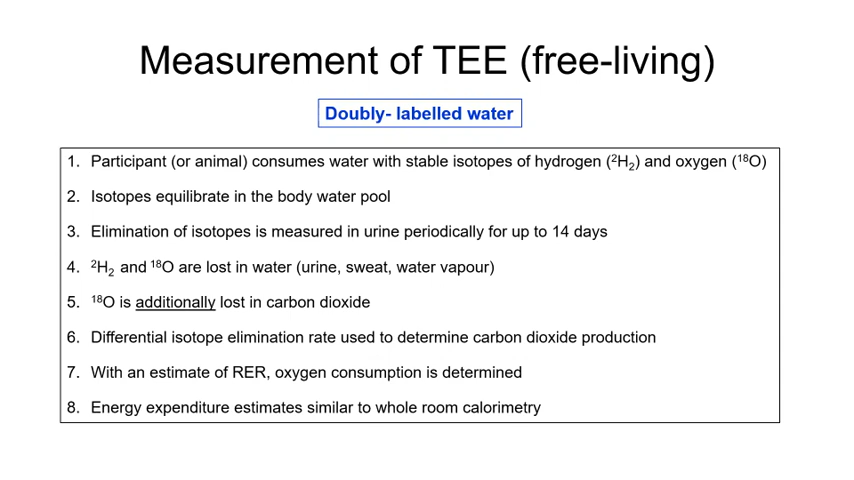 Measurement of TEE (free-living)
Doubly- labelled water
1. Participant (or animal) consumes water with stable isotopes of hydrogen (²H₂) and oxygen (¹⁸O)
2. Isotopes equilibrate in the body water pool
3. Elimination of isotopes is measured in urine periodically for up to 14 days
4. ²H₂ and ¹⁸O are lost in water (urine, sweat, water vapour)
5. ¹⁸O is additionally lost in carbon dioxide
6. Differential isotope elimination rate used to determine carbon dioxide production
7. With an estimate of RER, oxygen consumption is determined
8. Energy expenditure estimates similar to whole room calorimetry